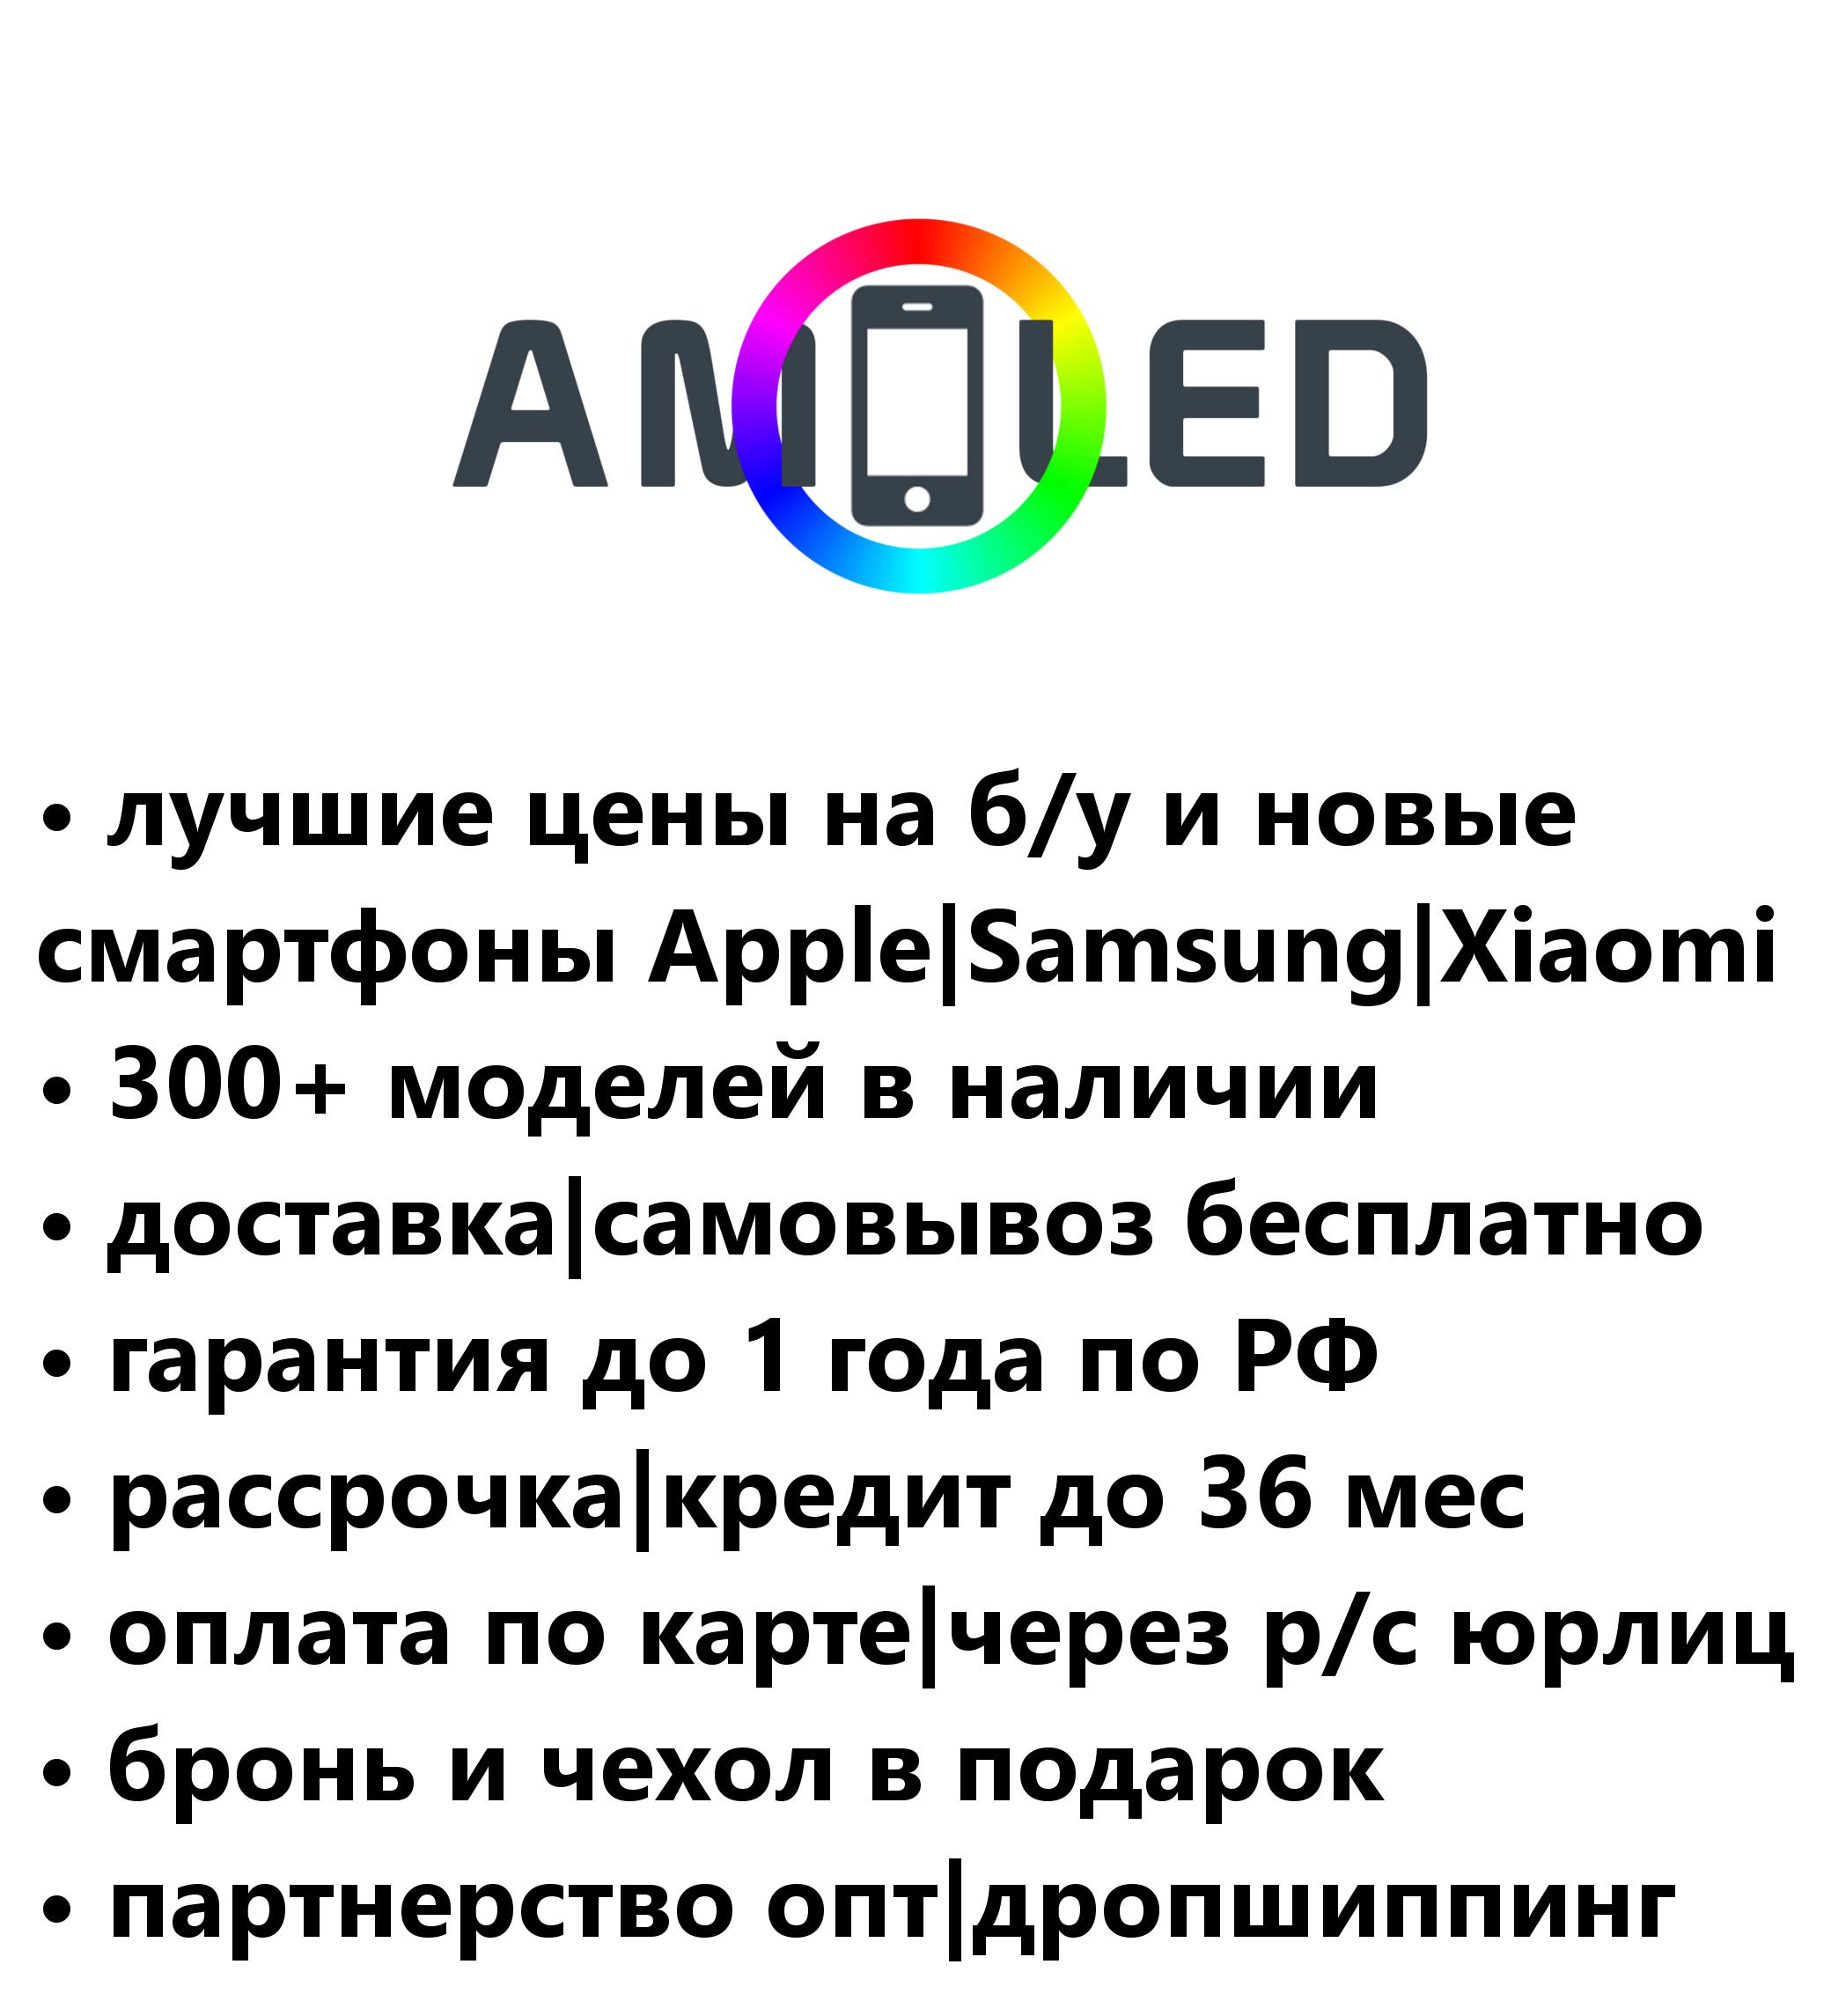 AMOLED
• лучшие цены на б/у и новые
смартфоны Apple|Samsung|Xiaomi
• 300+ моделей в наличии
• доставка|самовывоз бесплатно
• гарантия до 1 года по РФ
• рассрочка|кредит до 36 мес
• оплата по карте|через р/с юрлиц
• бронь и чехол в подарок
• партнерство опт|дропшиппинг